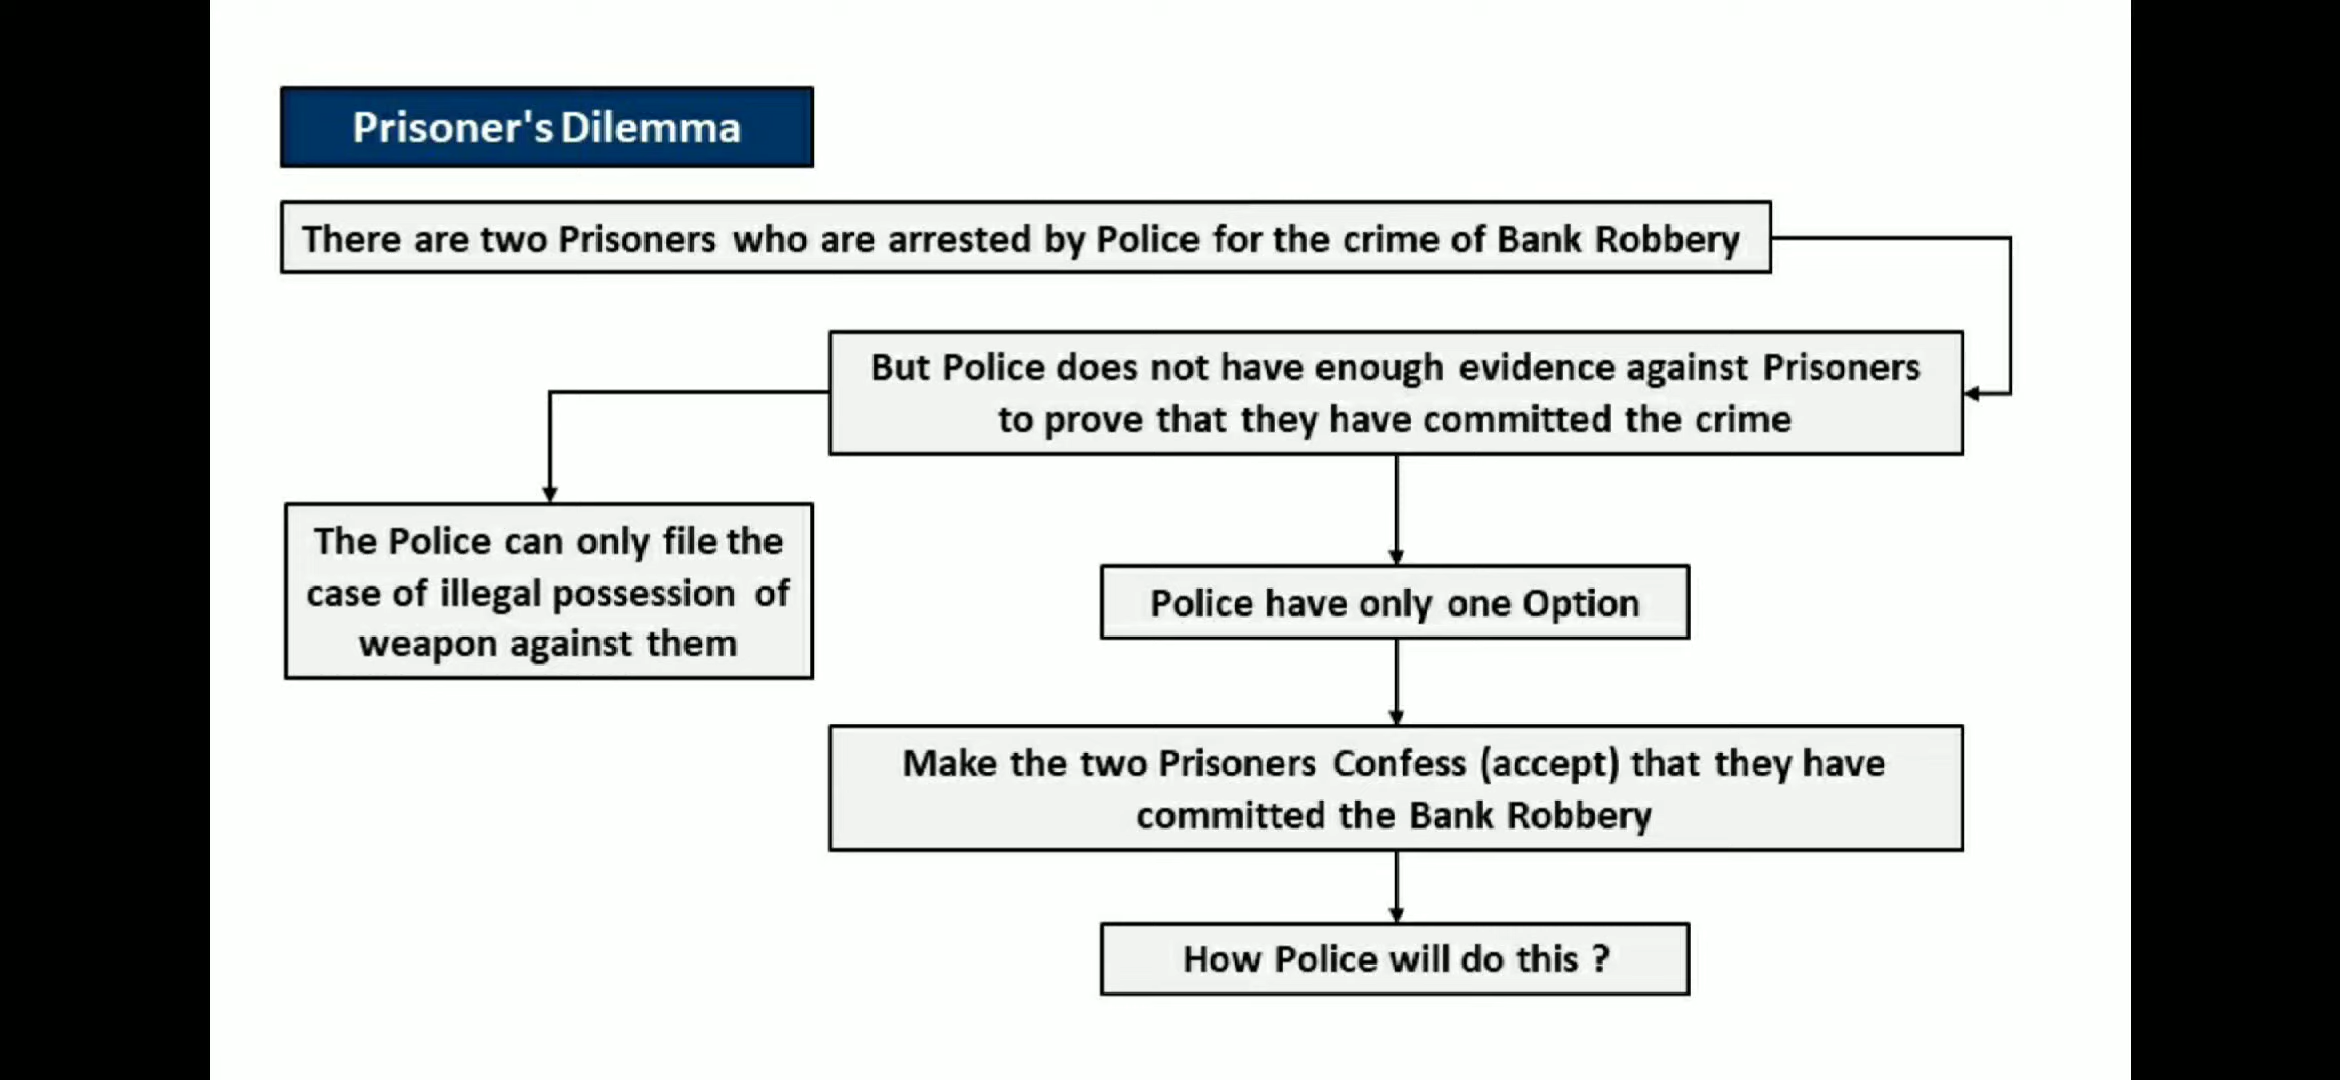 Prisoner's Dilemma
There are two Prisoners who are arrested by Police for the crime of Bank Robbery
But Police does not have enough evidence against Prisoners
to prove that they have committed the crime
The Police can only file the
case of illegal possession of
weapon against them
Police have only one Option
Make the two Prisoners Confess (accept) that they have
committed the Bank Robbery
How Police will do this ?